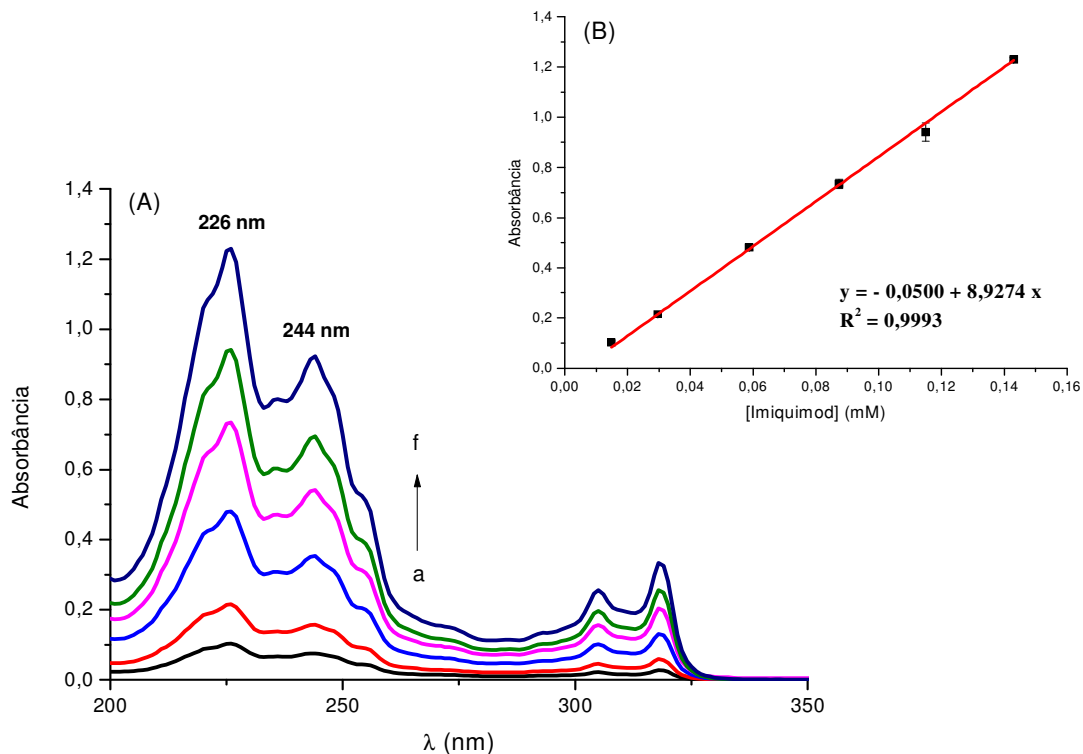 (A)
226 nm
244 nm
f
a
Absorbância
1,4
1,2
1,0
0,8
0,6
0,4
0,2
0,0
200
250
300
350
λ (nm)
(B)
Absorbância
1,4
1,2
1,0
0,8
0,6
0,4
0,2
0,0
y = - 0,0500 + 8,9274 x
R² = 0,9993
0,00
0,02
0,04
0,06
0,08
0,10
0,12
0,14
0,16
[Imiquimod] (mM)